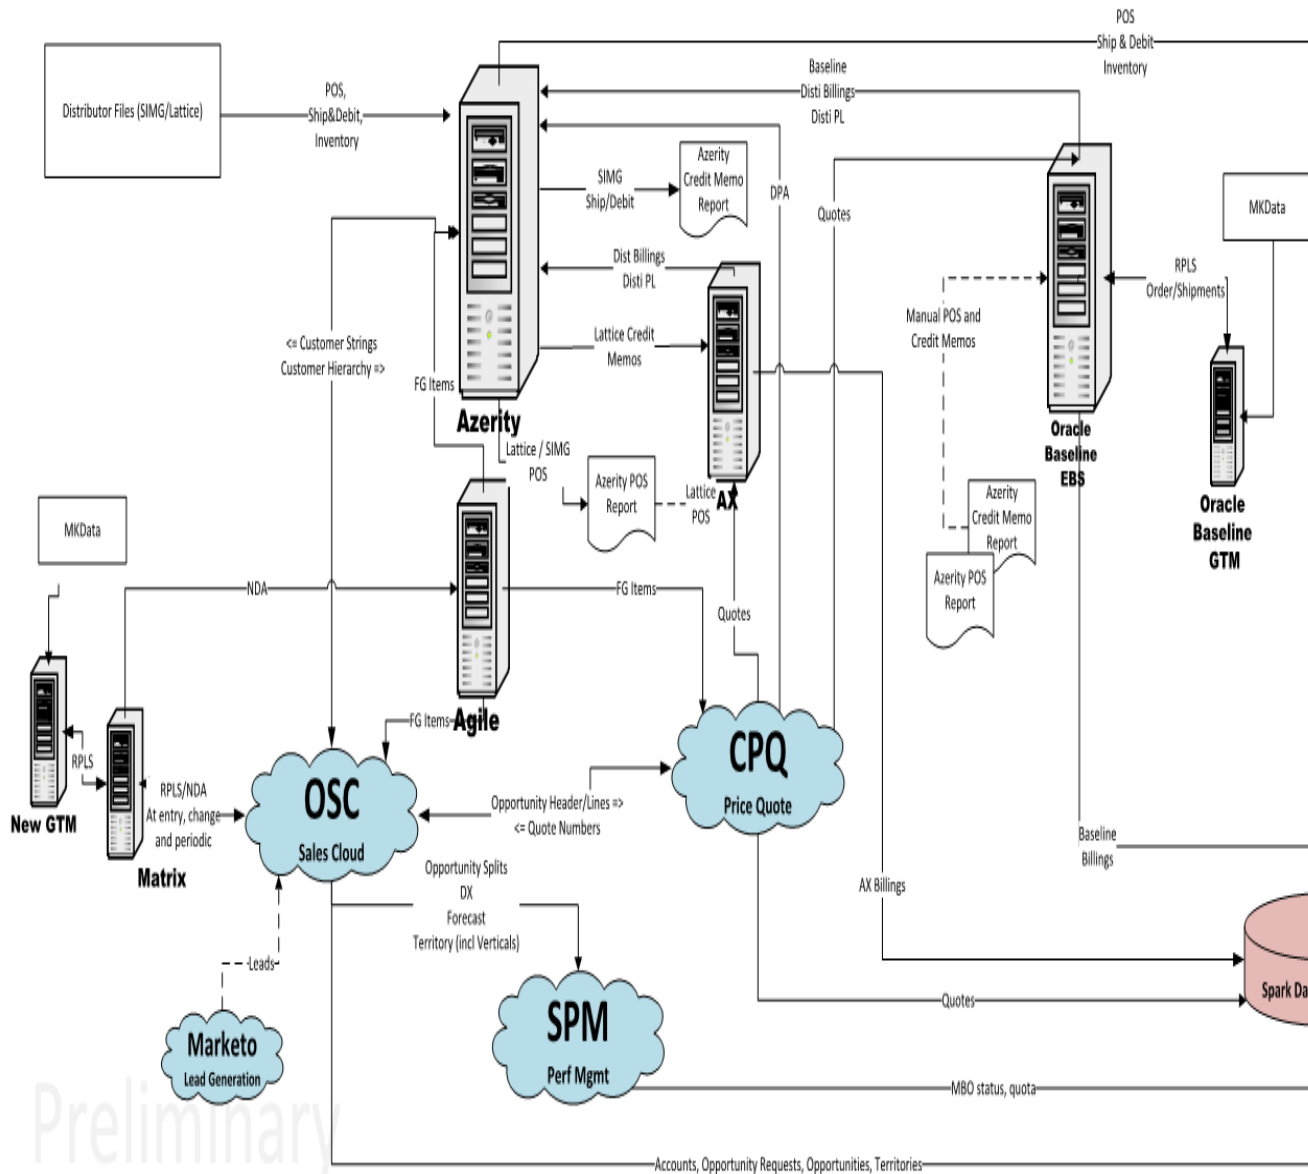 POS
Ship & Debit
Inventory
Baseline
Disti Billings
Disti PL
Distributor Files (SIMG/Lattice)
POS,
Ship&Debit,
Inventory
SIMG
Ship/Debit
Azerity
Credit Memo
Report
DPA
Quotes
MKData
Dist Billings
Disti PL
RPLS
Order/Shipments
Manual POS and
Credit Memos
<= Customer Strings
Customer Hierarchy =>
Lattice Credit
Memos
FG Items
Azerity
Oracle
Baseline
EBS
Lattice / SIMG
POS
Azerity POS
Report
Lattice
POS
AX
Azerity
Credit Memo
Report
Oracle
Baseline
GTM
MKData
Azerity POS
Report
NDA
FG Items
Quotes
Agile
FG Items
RPLS
New GTM
RPLS/NDA
At entry, change
and periodic
Matrix
OSC
Sales Cloud
CPQ
Price Quote
Opportunity Header/Lines =>
<= Quote Numbers
Baseline
Billings
Opportunity Splits
DX
Forecast
Territory (incl Verticals)
AX Billings
Leads
Spark Da
Quotes
SPM
Perf Mgmt
Marketo
Lead Generation
MBO status, quota
Preliminary
Accounts, Opportunity Requests, Opportunities, Territories